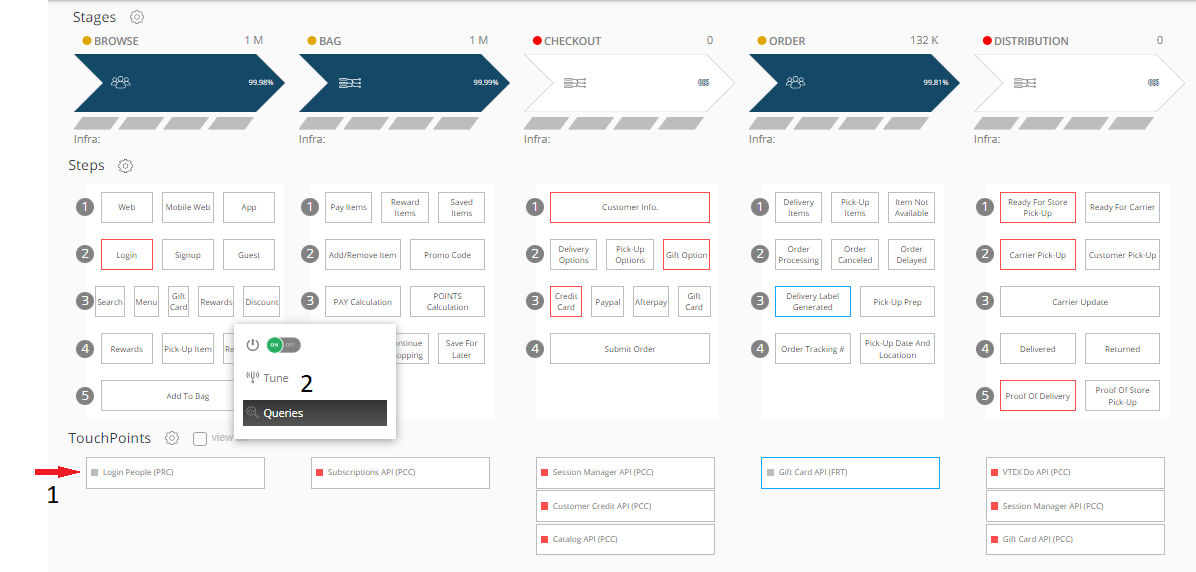 Stages
BROWSE 1 M
BAG 1 M
CHECKOUT 0
ORDER 132 K
DISTRIBUTION 0
99,98%
99,99%
99,81%
Infra:
Infra:
Infra:
Infra:
Infra:
Steps
1 Web Mobile Web App
2 Login Signup Guest
3 Search Menu Gift Card Rewards Discount
4 Rewards Pick-Up Item Re
5 Add To Bag
1 Pay Items Reward Items Saved Items
2 Add/Remove Item Promo Code
3 PAY Calculation POINTS Calculation
ontinue opping Save For Later
1 Customer Info.
2 Delivery Options Pick-Up Options Gift Option
3 Credit Card Paypal Afterpay Gift Card
4 Submit Order
1 Delivery Items Pick-Up Items Item Not Available
2 Order Processing Order Canceled Order Delayed
3 Delivery Label Generated Pick-Up Prep
4 Order Tracking # Pick-Up Date And Locatioon
1 Ready For Store Pick-Up Ready For Carrier
2 Carrier Pick-Up Customer Pick-Up
3 Carrier Update
4 Delivered Returned
5 Proof Of Delivery Proof Of Store Pick-Up
ON OFF
Tune 2
Queries
TouchPoints view
1
Login People (PRC)
Subscriptions API (PCC)
Session Manager API (PCC)
Customer Credit API (PCC)
Catalog API (PCC)
Gift Card API (FRT)
VTEX Do API (PCC)
Session Manager API (PCC)
Gift Card API (PCC)